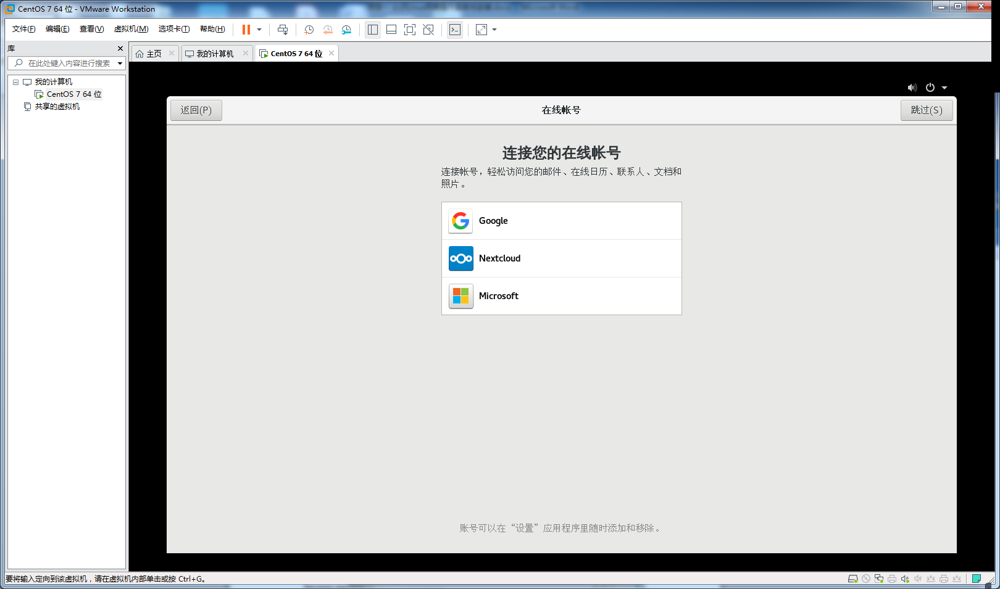 CentOS 7 64 位 - VMware Workstation
文件(F) 编辑(E) 查看(V) 虚拟机(M) 选项卡(T) 帮助(H)
库
在此处键入内容进行搜索
我的计算机
CentOS 7 64 位
共享的虚拟机
主页 我的计算机 CentOS 7 64 位
返回(P) 在线帐号 跳过(S)
连接您的在线帐号
连接帐号，轻松访问您的邮件、在线日历、联系人、文档和
照片。
Google
Nextcloud
Microsoft
账号可以在“设置”应用程序里随时添加和移除。
要将输入定向到该虚拟机，请在虚拟机内部单击或按 Ctrl+G。